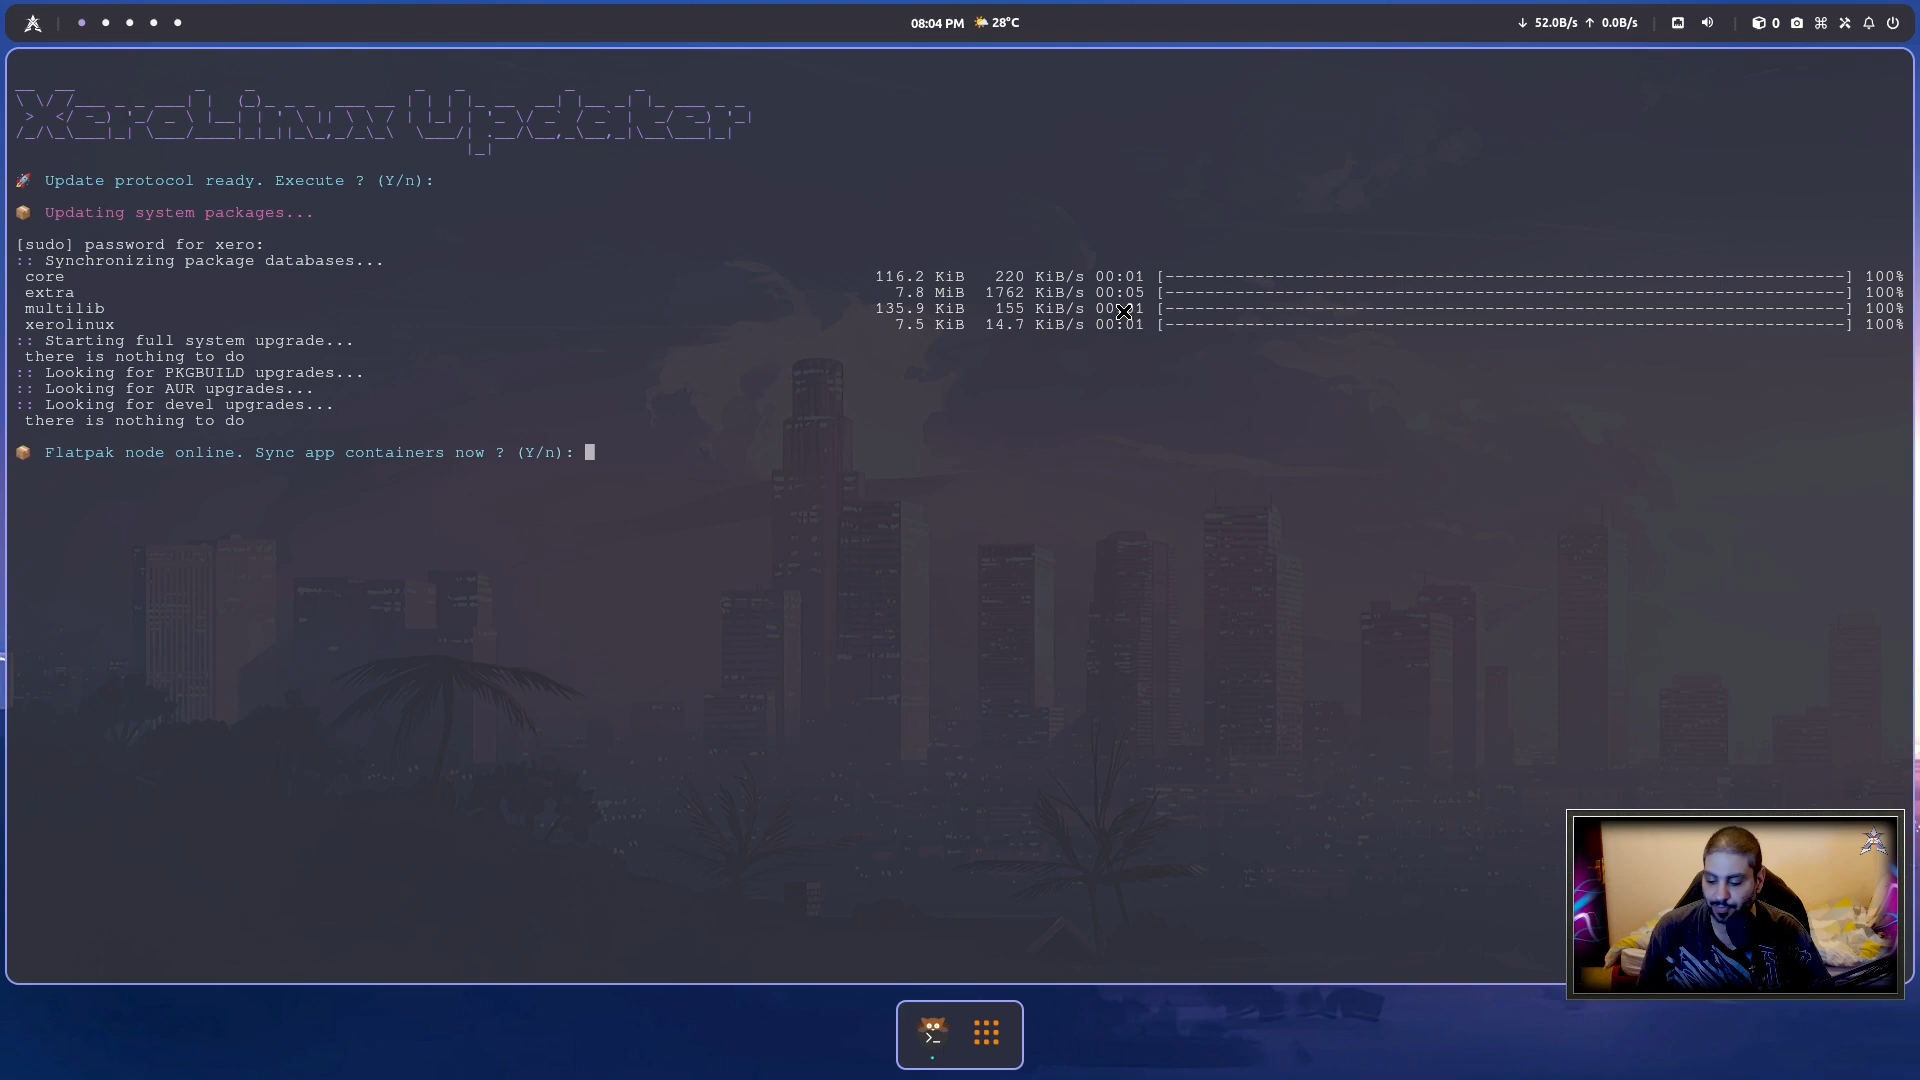 08:04 PM 28°C
↓ 52.0B/s ↑ 0.0B/s
0
XeroLinux Updater
Update protocol ready. Execute ? (Y/n):
Updating system packages...
[sudo] password for xero:
:: Synchronizing package databases...
core 116.2 KiB 220 KiB/s 00:01 [----------------------------------------------------------------------] 100%
extra 7.8 MiB 1762 KiB/s 00:05 [----------------------------------------------------------------------] 100%
multilib 135.9 KiB 155 KiB/s [----------------------------------------------------------------------] 100%
xerolinux 7.5 KiB 14.7 KiB/s 00:01 [----------------------------------------------------------------------] 100%
:: Starting full system upgrade...
there is nothing to do
:: Looking for PKGBUILD upgrades...
:: Looking for AUR upgrades...
:: Looking for devel upgrades...
there is nothing to do
Flatpak node online. Sync app containers now ? (Y/n):
>_